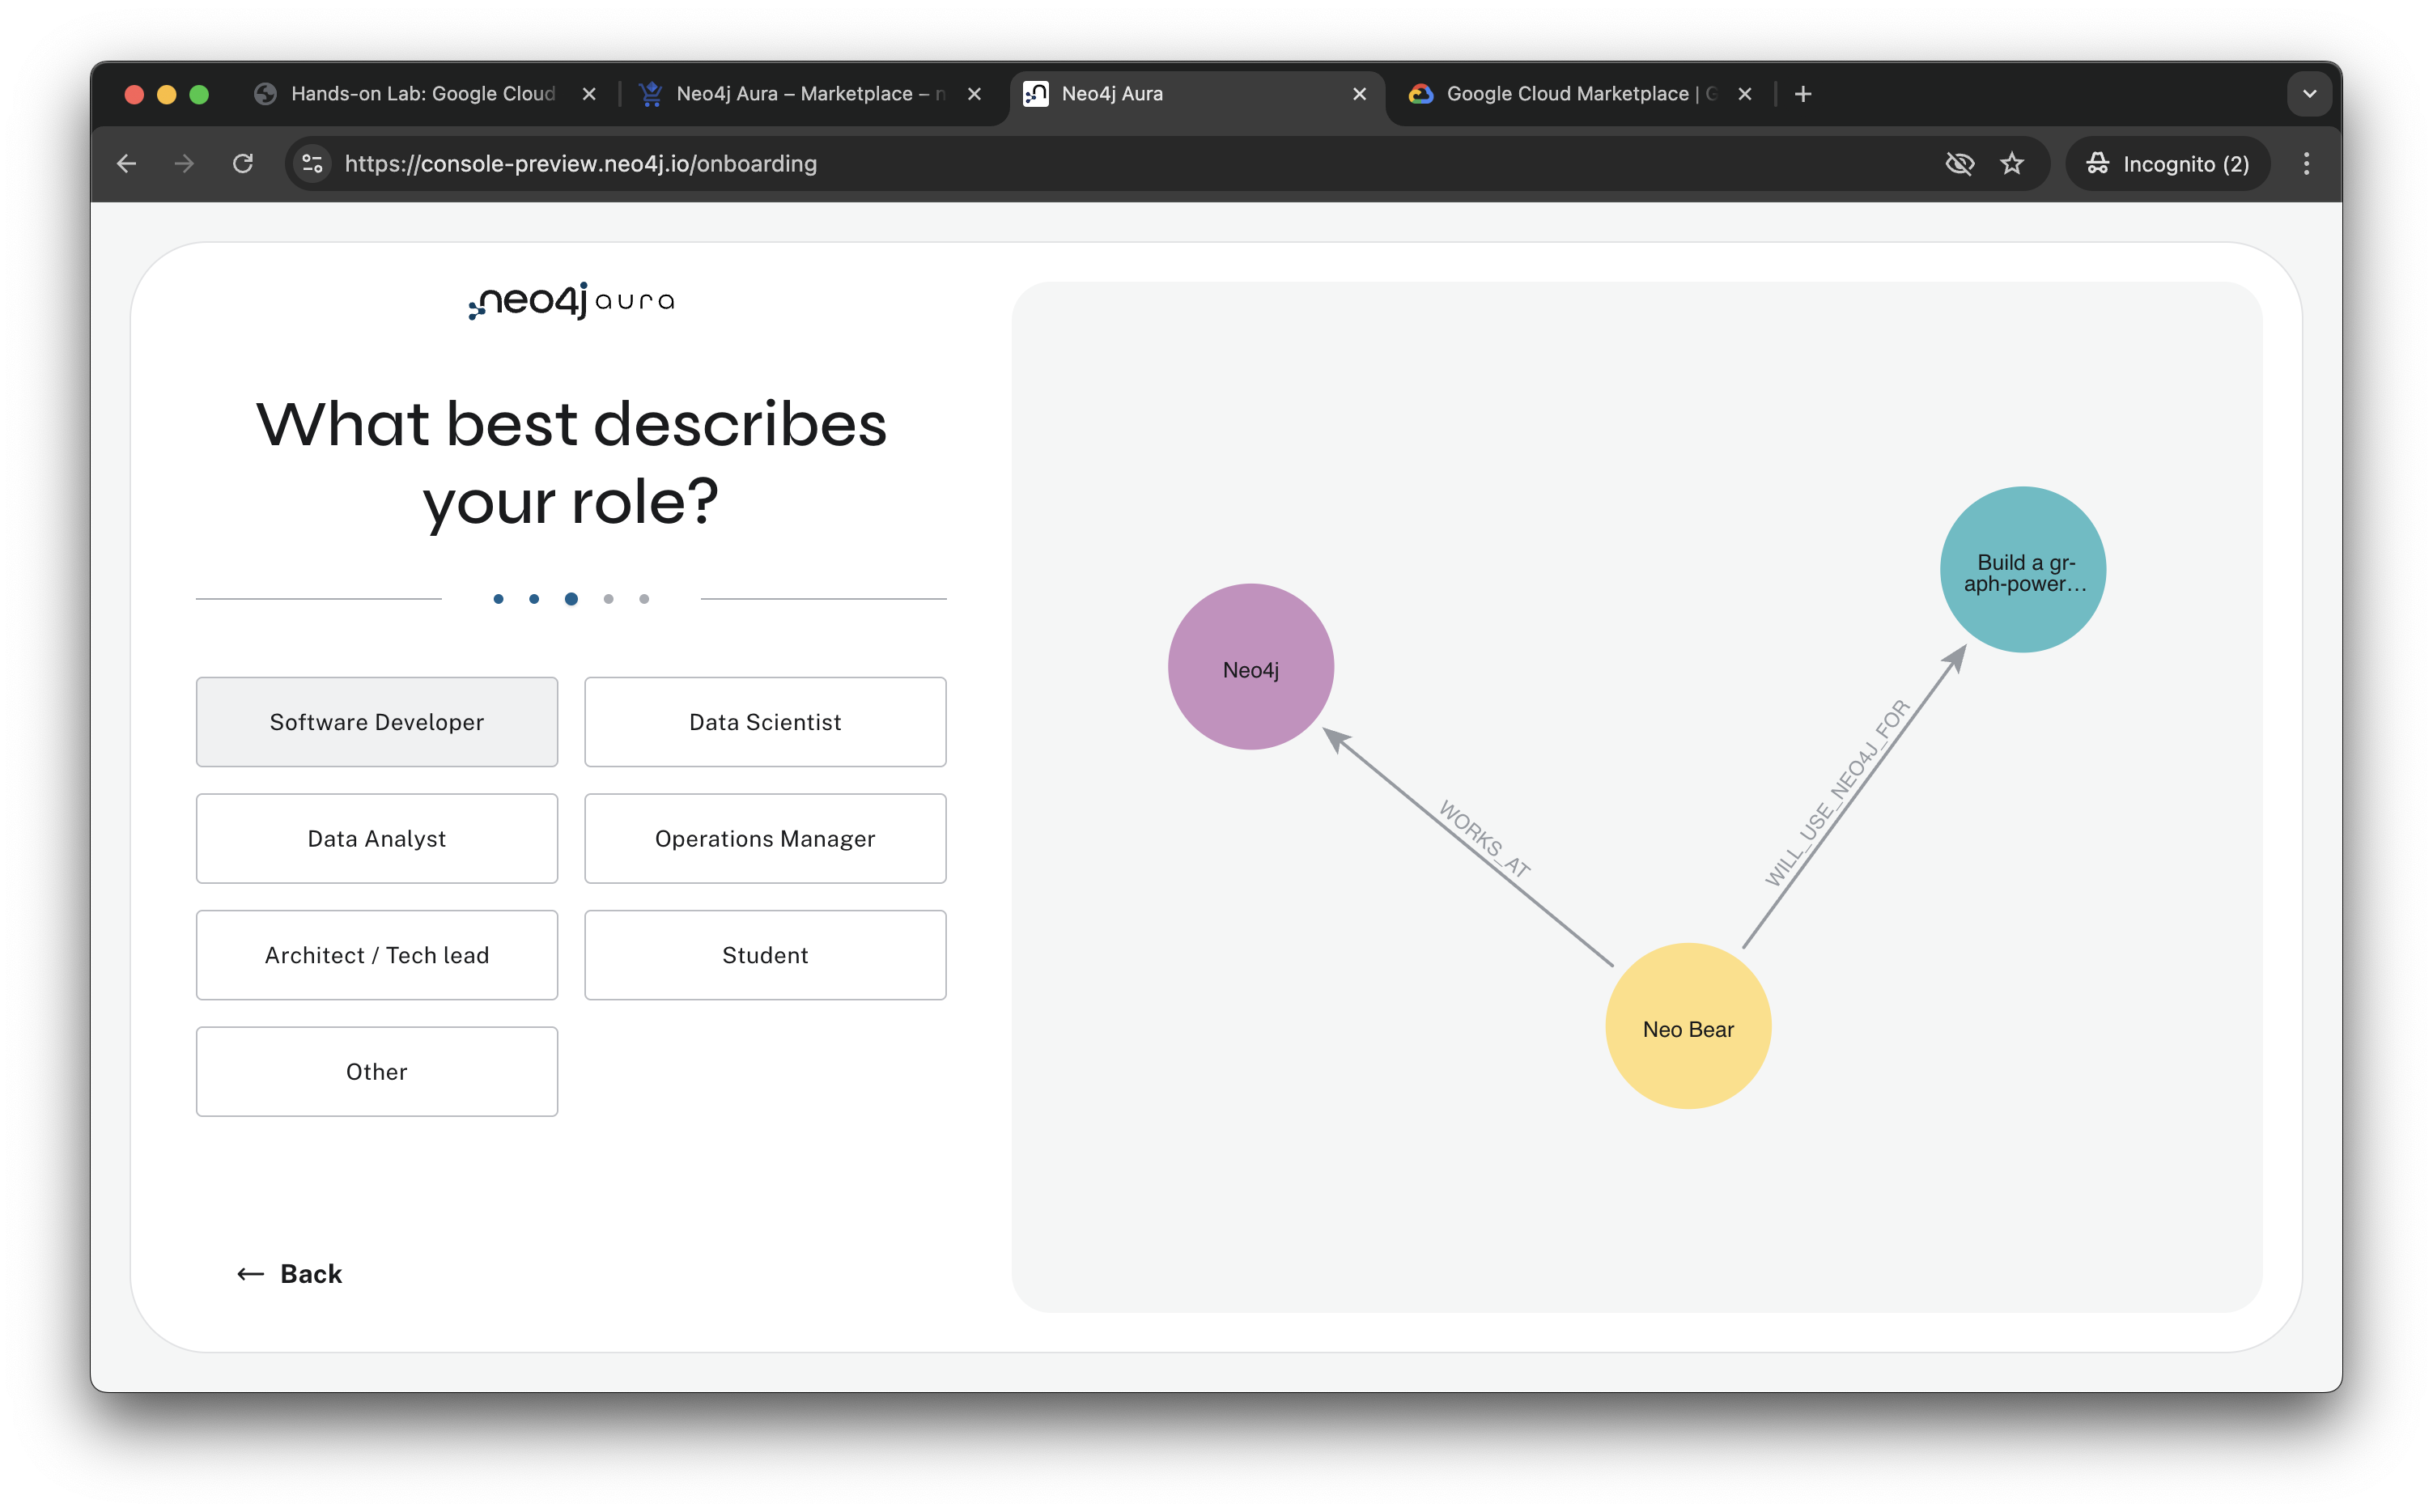 Hands-on Lab: Google Cloud
Neo4j Aura – Marketplace – n
Neo4j Aura
Google Cloud Marketplace | G
https://console-preview.neo4j.io/onboarding
Incognito (2)
neo4j aura
What best describes
your role?
Software Developer
Data Scientist
Data Analyst
Operations Manager
Architect / Tech lead
Student
Other
Back
Neo4j
Build a gr-
aph-power...
WORKS_AT
WILL_USE_NEO4J_FOR
Neo Bear